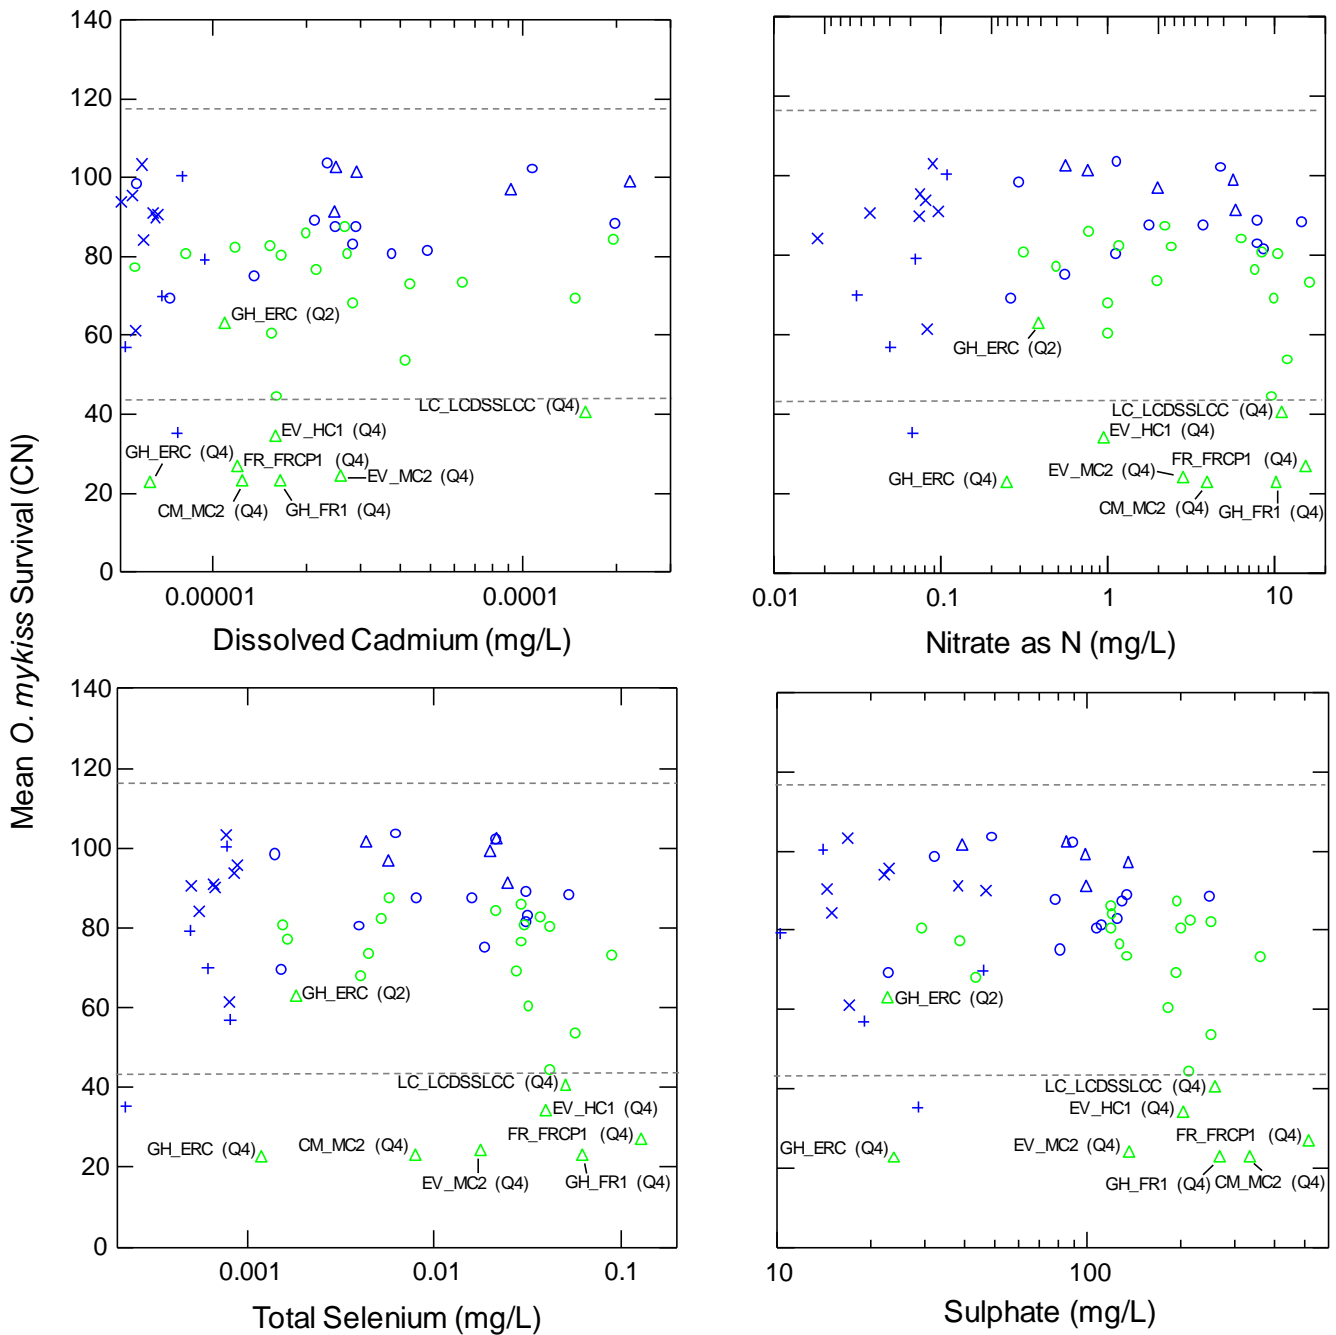 Mean O. mykiss Survival (CN)
140
120
100
80
60
40
20
0
GH_ERC (Q2)
LC_LCDSSLCC (Q4)
EV_HC1 (Q4)
GH_ERC (Q4)
FR_FRCP1 (Q4)
EV_MC2 (Q4)
CM_MC2 (Q4)
GH_FR1 (Q4)
0.00001
0.0001
Dissolved Cadmium (mg/L)
GH_ERC (Q2)
LC_LCDSSLCC (Q4)
EV_HC1 (Q4)
FR_FRCP1 (Q4)
EV_MC2 (Q4)
GH_ERC (Q4)
CM_MC2 (Q4)
GH_FR1 (Q4)
0.01
0.1
1
10
Nitrate as N (mg/L)
140
120
100
80
60
40
20
0
GH_ERC (Q2)
LC_LCDSSLCC (Q4)
EV_HC1 (Q4)
FR_FRCP1 (Q4)
CM_MC2 (Q4)
GH_ERC (Q4)
EV_MC2 (Q4)
GH_FR1 (Q4)
0.001
0.01
0.1
Total Selenium (mg/L)
GH_ERC (Q2)
LC_LCDSSLCC (Q4)
EV_HC1 (Q4)
FR_FRCP1 (Q4)
EV_MC2 (Q4)
GH_ERC (Q4)
GH_FR1 (Q4)
CM_MC2 (Q4)
10
100
Sulphate (mg/L)